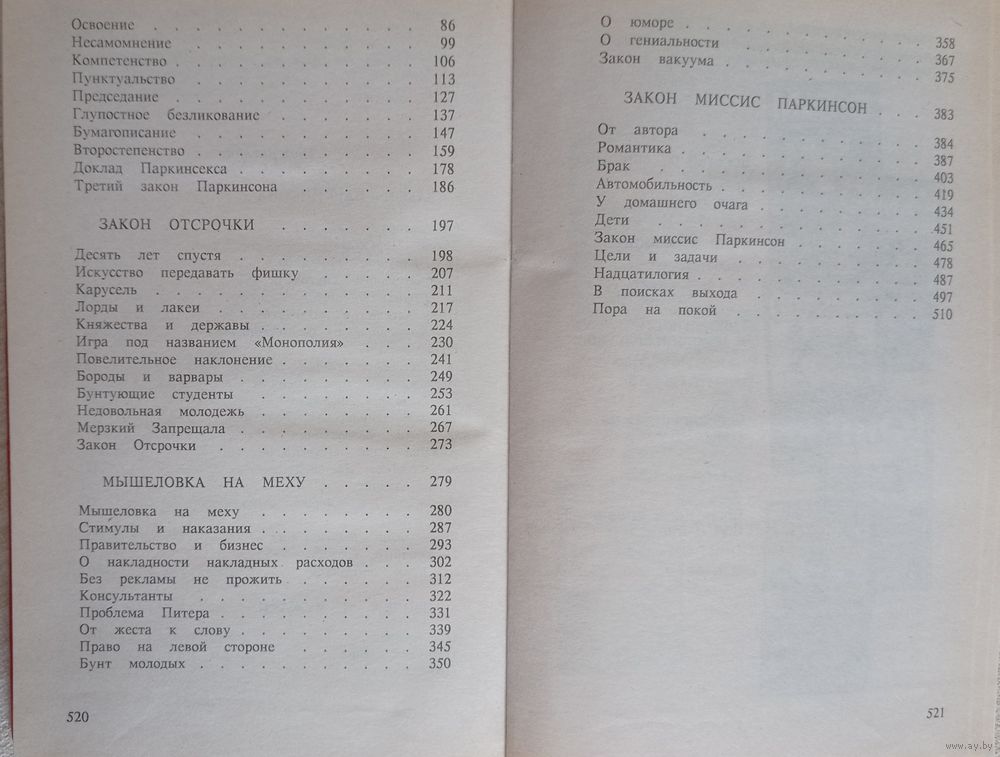 Освоение . . . . . . . . . . . . 86
Несамомнение . . . . . . . . . . 99
Компетенство . . . . . . . . . . 106
Пунктуальство . . . . . . . . . 113
Председание . . . . . . . . . . 127
Глупостное безликование . . . . . . 137
Бумагописание . . . . . . . . . 147
Второстепенство . . . . . . . . . 159
Доклад Паркинсекса . . . . . . . . 178
Третий закон Паркинсона . . . . . . 186
ЗАКОН ОТСРОЧКИ . . . . . . . 197
Десять лет спустя . . . . . . . . 198
Искусство передавать фишку . . . . . 207
Карусель . . . . . . . . . . . 211
Лорды и лакеи . . . . . . . . . 217
Княжества и державы . . . . . . . 224
Игра под названием «Монополия» . . . 230
Повелительное наклонение . . . . . . 241
Бороды и варвары . . . . . . . . 249
Бунтующие студенты . . . . . . . 253
Недовольная молодежь . . . . . . . 261
Мерзкий Запрещала . . . . . . . . 267
Закон Отсрочки . . . . . . . . . 273
МЫШЕЛОВКА НА МЕХУ . . . . . 279
Мышеловка на меху . . . . . . . 280
Стимулы и наказания . . . . . . . 287
Правительство и бизнес . . . . . . 293
О накладности накладных расходов . . . 302
Без рекламы не прожить . . . . . . 312
Консультанты . . . . . . . . . 322
Проблема Питера . . . . . . . . 331
От жеста к слову . . . . . . . . 339
Право на левой стороне . . . . . . 345
Бунт молодых . . . . . . . . . 350
520
О юморе . . . . . . . . . . . 358
О гениальности . . . . . . . . . 367
Закон вакуума . . . . . . . . . 375
ЗАКОН МИССИС ПАРКИНСОН . . . 383
От автора . . . . . . . . . . 384
Романтика . . . . . . . . . . 387
Брак . . . . . . . . . . . . 403
Автомобильность . . . . . . . . . 419
У домашнего очага . . . . . . . . 434
Дети . . . . . . . . . . . . 451
Закон миссис Паркинсон . . . . . . 465
Цели и задачи . . . . . . . . . 478
Надцатилогия . . . . . . . . . . 487
В поисках выхода . . . . . . . . 497
Пора на покой . . . . . . . . . 510
521
www.ay.by